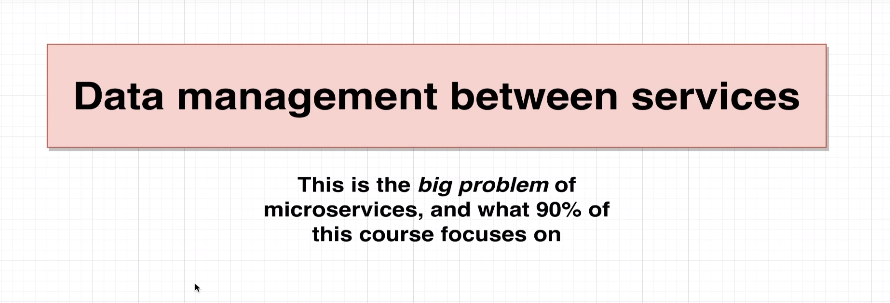 Data management between services
This is the big problem of
microservices, and what 90% of
this course focuses on